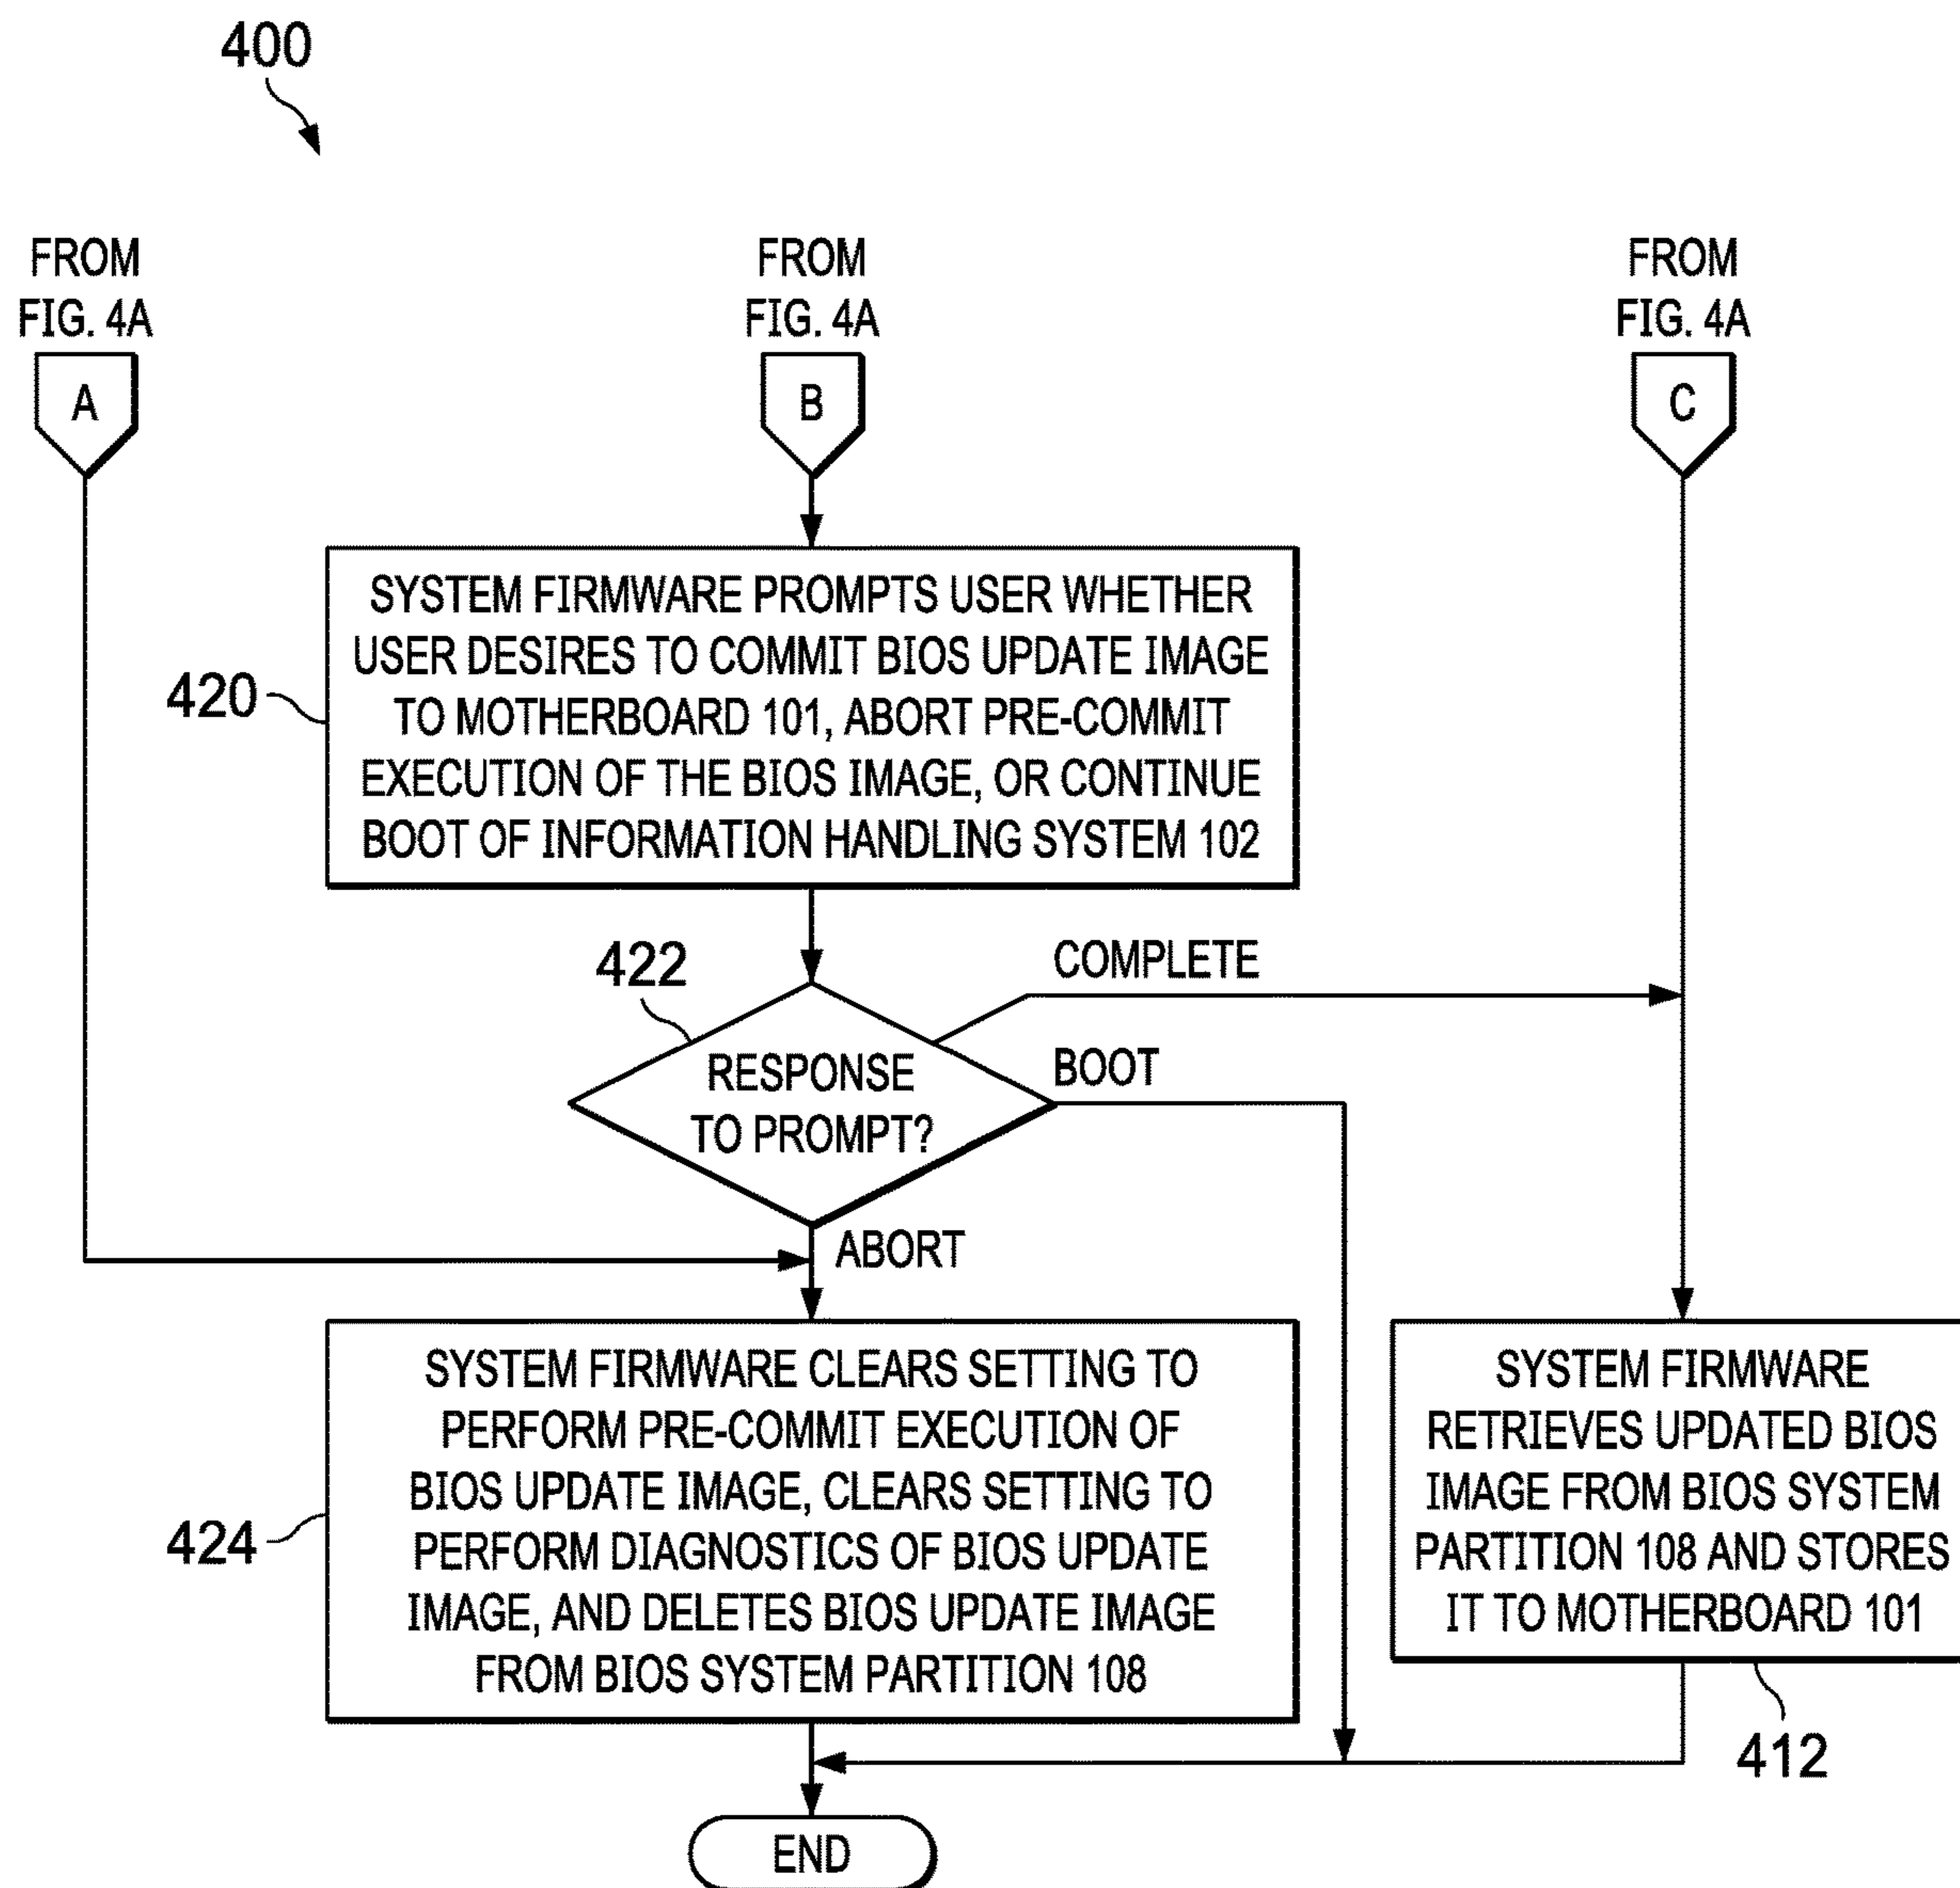 400
FROM
FIG. 4A
A
FROM
FIG. 4A
B
FROM
FIG. 4A
C
SYSTEM FIRMWARE PROMPTS USER WHETHER
USER DESIRES TO COMMIT BIOS UPDATE IMAGE
TO MOTHERBOARD 101, ABORT PRE-COMMIT
EXECUTION OF THE BIOS IMAGE, OR CONTINUE
BOOT OF INFORMATION HANDLING SYSTEM 102
420
422
RESPONSE
TO PROMPT?
COMPLETE
BOOT
ABORT
SYSTEM FIRMWARE CLEARS SETTING TO
PERFORM PRE-COMMIT EXECUTION OF
BIOS UPDATE IMAGE, CLEARS SETTING TO
PERFORM DIAGNOSTICS OF BIOS UPDATE
IMAGE, AND DELETES BIOS UPDATE IMAGE
FROM BIOS SYSTEM PARTITION 108
424
SYSTEM FIRMWARE
RETRIEVES UPDATED BIOS
IMAGE FROM BIOS SYSTEM
PARTITION 108 AND STORES
IT TO MOTHERBOARD 101
412
END